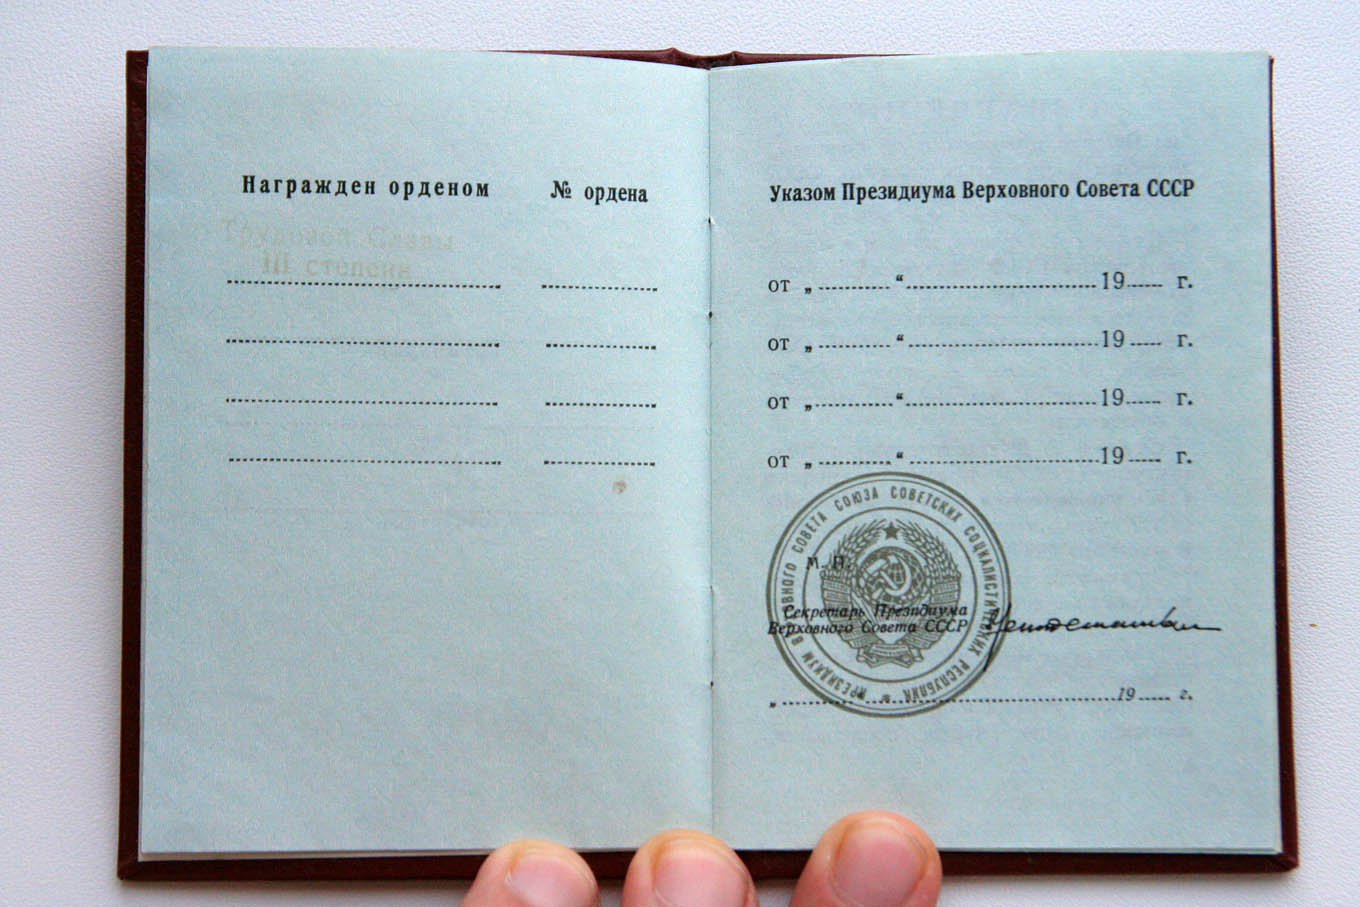 Награжден орденом № ордена
Трудовой Славы
III степени
Указом Президиума Верховного Совета СССР
от „ “ 19 г.
от „ “ 19 г.
от „ “ 19 г.
от „ “ 19 г.
ПРЕЗИДИУМ ВЕРХОВНОГО СОВЕТА СОЮЗА СОВЕТСКИХ СОЦИАЛИСТИЧЕСКИХ РЕСПУБЛИК
М. П.
Секретарь Президиума
Верховного Совета СССР
„ “ 19 г.